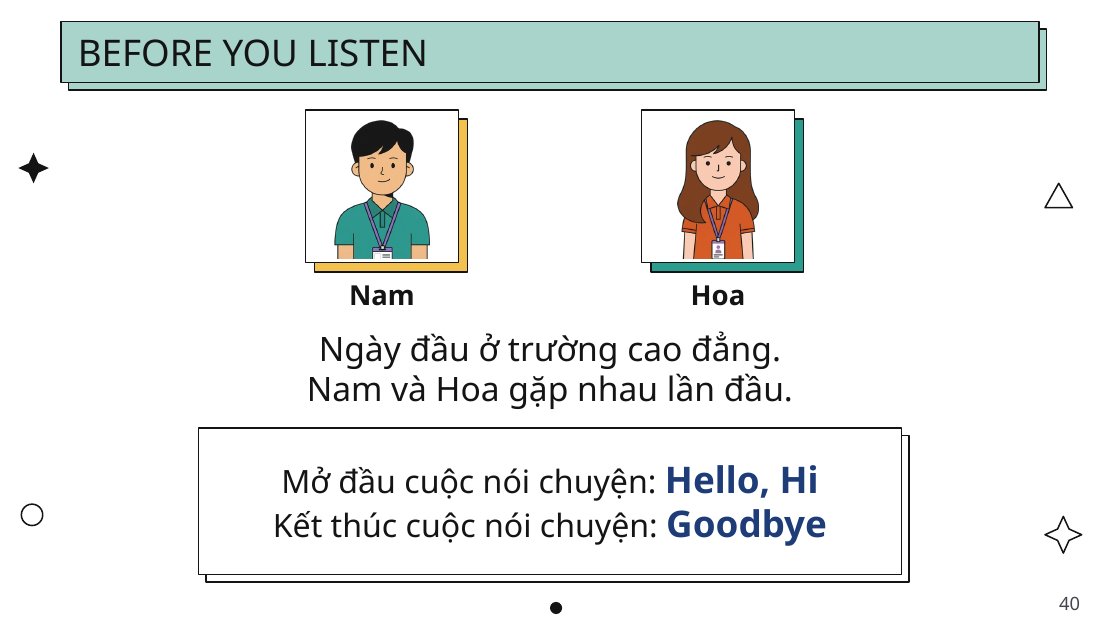 BEFORE YOU LISTEN
Nam
Hoa
Ngày đầu ở trường cao đẳng.
Nam và Hoa gặp nhau lần đầu.
Mở đầu cuộc nói chuyện: Hello, Hi
Kết thúc cuộc nói chuyện: Goodbye
40